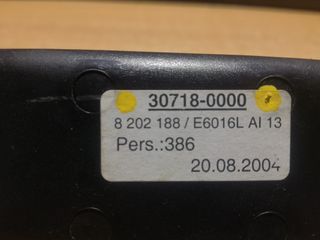 30718-0000
8 202 188 / E6016L AI 13
Pers.:386
20.08.2004